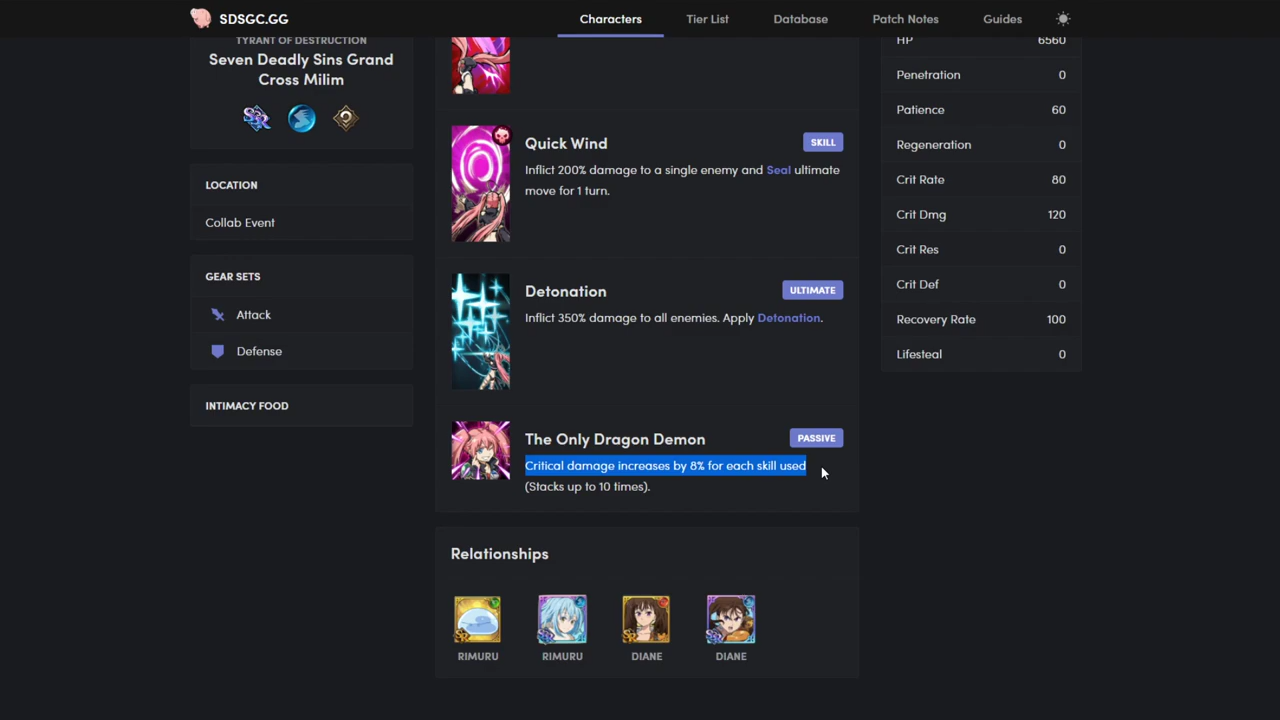 SDSGC.GG
Characters
Tier List
Database
Patch Notes
Guides
TYRANT OF DESTRUCTION
Seven Deadly Sins Grand
Cross Milim
SR
LOCATION
Collab Event
GEAR SETS
Attack
Defense
INTIMACY FOOD
Quick Wind
SKILL
Inflict 200% damage to a single enemy and Seal ultimate
move for 1 turn.
Detonation
ULTIMATE
Inflict 350% damage to all enemies. Apply Detonation.
The Only Dragon Demon
PASSIVE
Critical damage increases by 8% for each skill used
(Stacks up to 10 times).
Relationships
SR
RIMURU
SR
RIMURU
SR
DIANE
SR
DIANE
HP 6560
Penetration 0
Patience 60
Regeneration 0
Crit Rate 80
Crit Dmg 120
Crit Res 0
Crit Def 0
Recovery Rate 100
Lifesteal 0